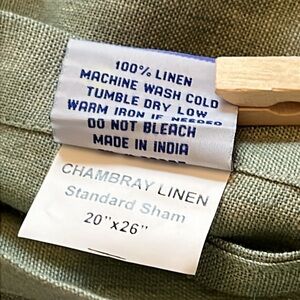 100% LINEN
MACHINE WASH COLD
TUMBLE DRY LOW
WARM IRON IF NEEDED
DO NOT BLEACH
MADE IN INDIA
CHAMBRAY LINEN
Standard Sham
20"x26"